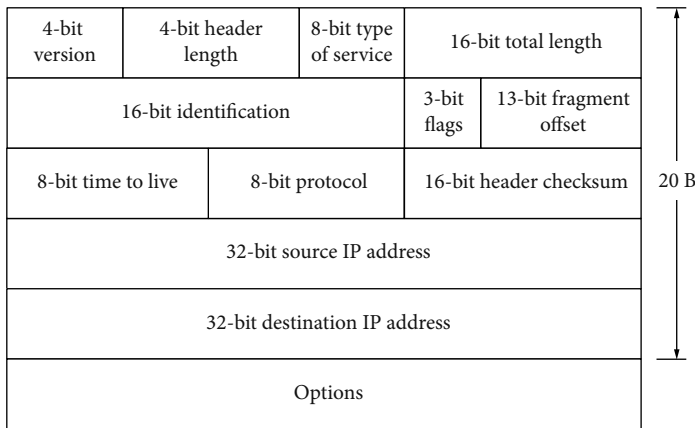 4-bit
version
4-bit header
length
8-bit type
of service
16-bit total length
16-bit identification
3-bit
flags
13-bit fragment
offset
8-bit time to live
8-bit protocol
16-bit header checksum
20 B
32-bit source IP address
32-bit destination IP address
Options